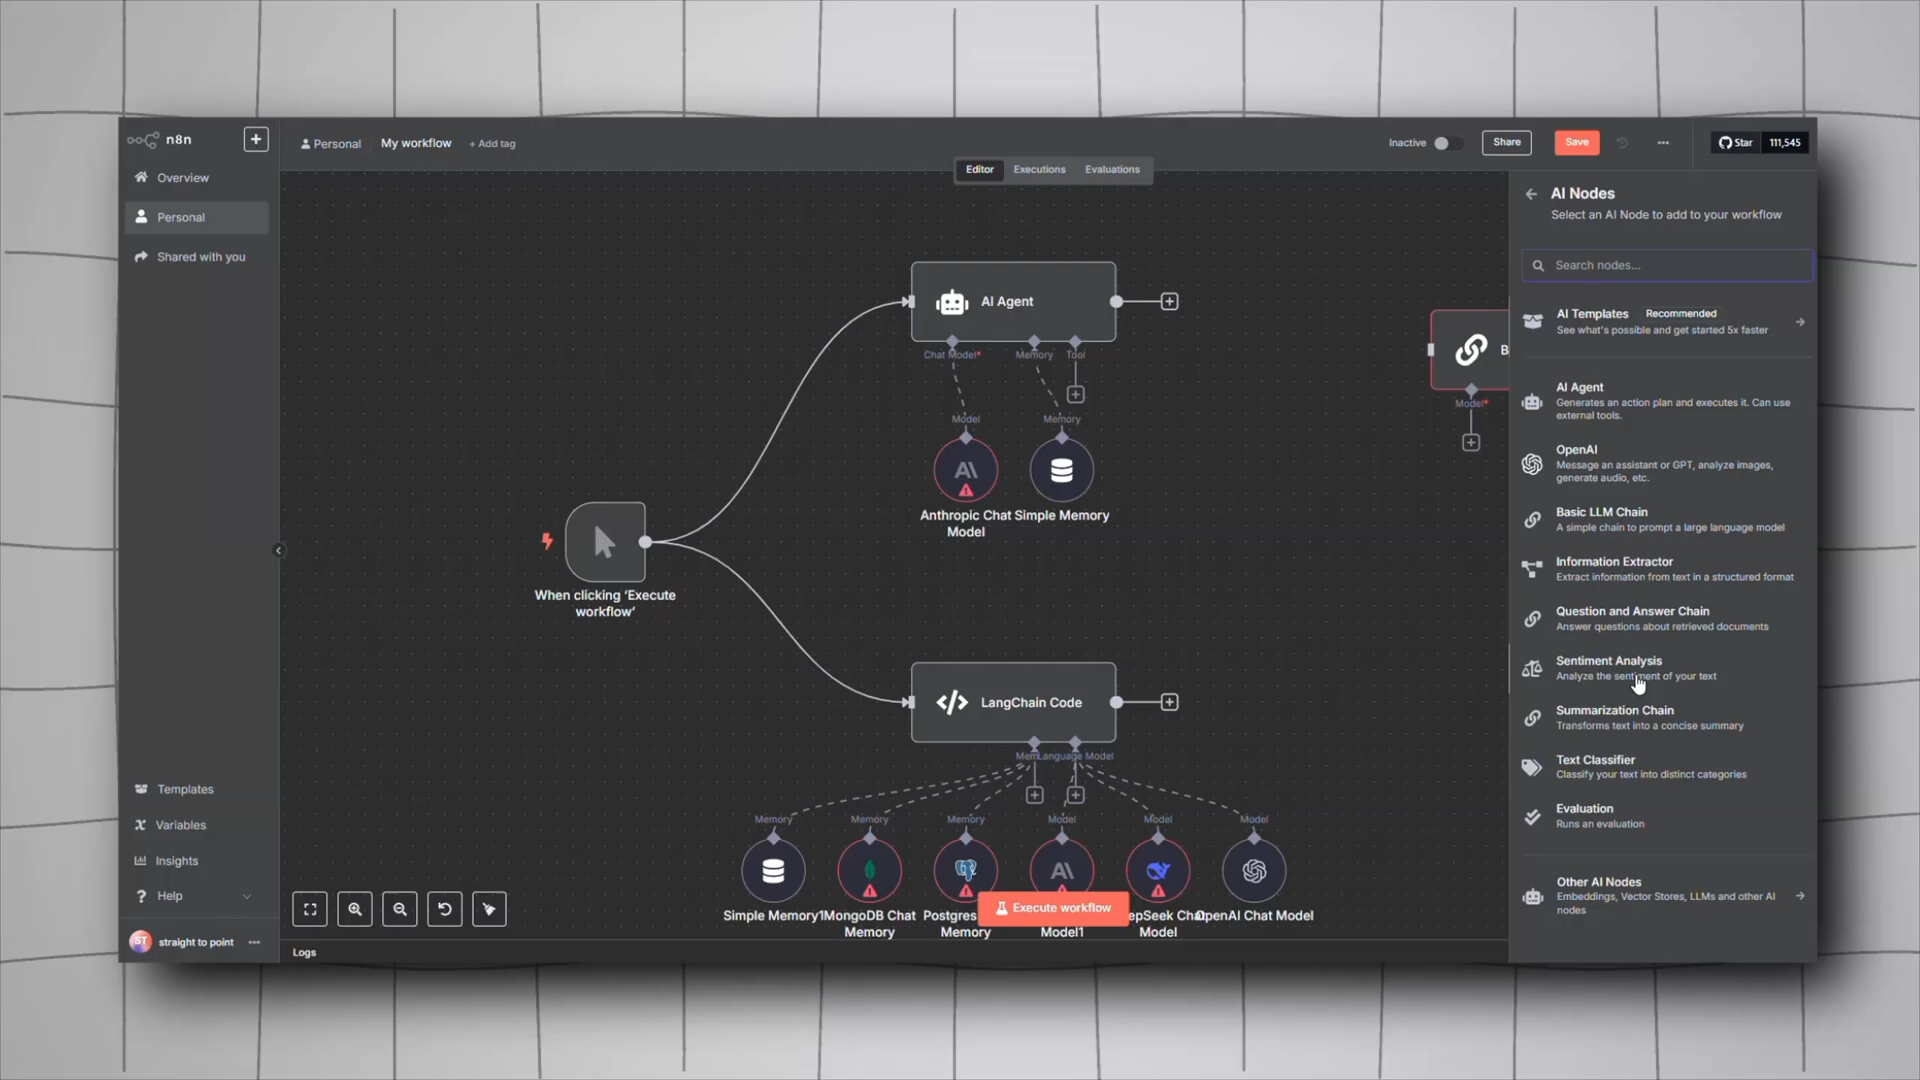 n8n
Personal
My workflow
+ Add tag
Inactive
Share
Save
Star
111,545
Editor
Executions
Evaluations
Overview
Personal
Shared with you
Templates
Variables
Insights
Help
ST
straight to point
When clicking ‘Execute
workflow’
AI Agent
Chat Model*
Memory
Tool
Model
Memory
Anthropic Chat
Model
Simple Memory
B
Model*
LangChain Code
Mem
Language Model
Memory
Memory
Memory
Model
Model
Model
Simple Memory1
MongoDB Chat
Memory
Postgres
Memory
Model1
epSeek Cha
Model
OpenAI Chat Model
Execute workflow
Logs
AI Nodes
Select an AI Node to add to your workflow
Search nodes...
AI Templates
Recommended
See what's possible and get started 5x faster
AI Agent
Generates an action plan and executes it. Can use
external tools.
OpenAI
Message an assistant or GPT, analyze images,
generate audio, etc.
Basic LLM Chain
A simple chain to prompt a large language model
Information Extractor
Extract information from text in a structured format
Question and Answer Chain
Answer questions about retrieved documents
Sentiment Analysis
Analyze the sentiment of your text
Summarization Chain
Transforms text into a concise summary
Text Classifier
Classify your text into distinct categories
Evaluation
Runs an evaluation
Other AI Nodes
Embeddings, Vector Stores, LLMs and other AI
nodes